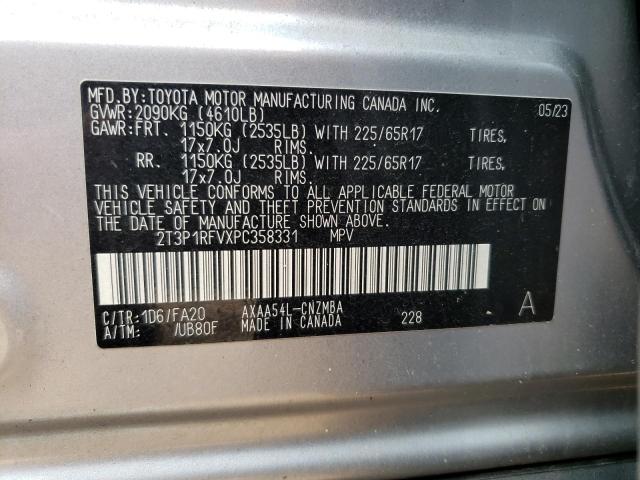 MFD.BY:TOYOTA MOTOR MANUFACTURING CANADA INC. 05/23
GVWR:2090KG (4610LB)
GAWR:FRT. 1150KG (2535LB) WITH 225/65R17 TIRES,
17x7.0J RIMS.
RR. 1150KG (2535LB) WITH 225/65R17 TIRES,
17x7.0J RIMS.
THIS VEHICLE CONFORMS TO ALL APPLICABLE FEDERAL MOTOR
VEHICLE SAFETY AND THEFT PREVENTION STANDARDS IN EFFECT ON
THE DATE OF MANUFACTURE SHOWN ABOVE.
2T3P1RFVXPC358331 MPV
C/TR:1D6/FA20 AXAA54L-CNZMBA
A/TM: /UB80F MADE IN CANADA 228 A